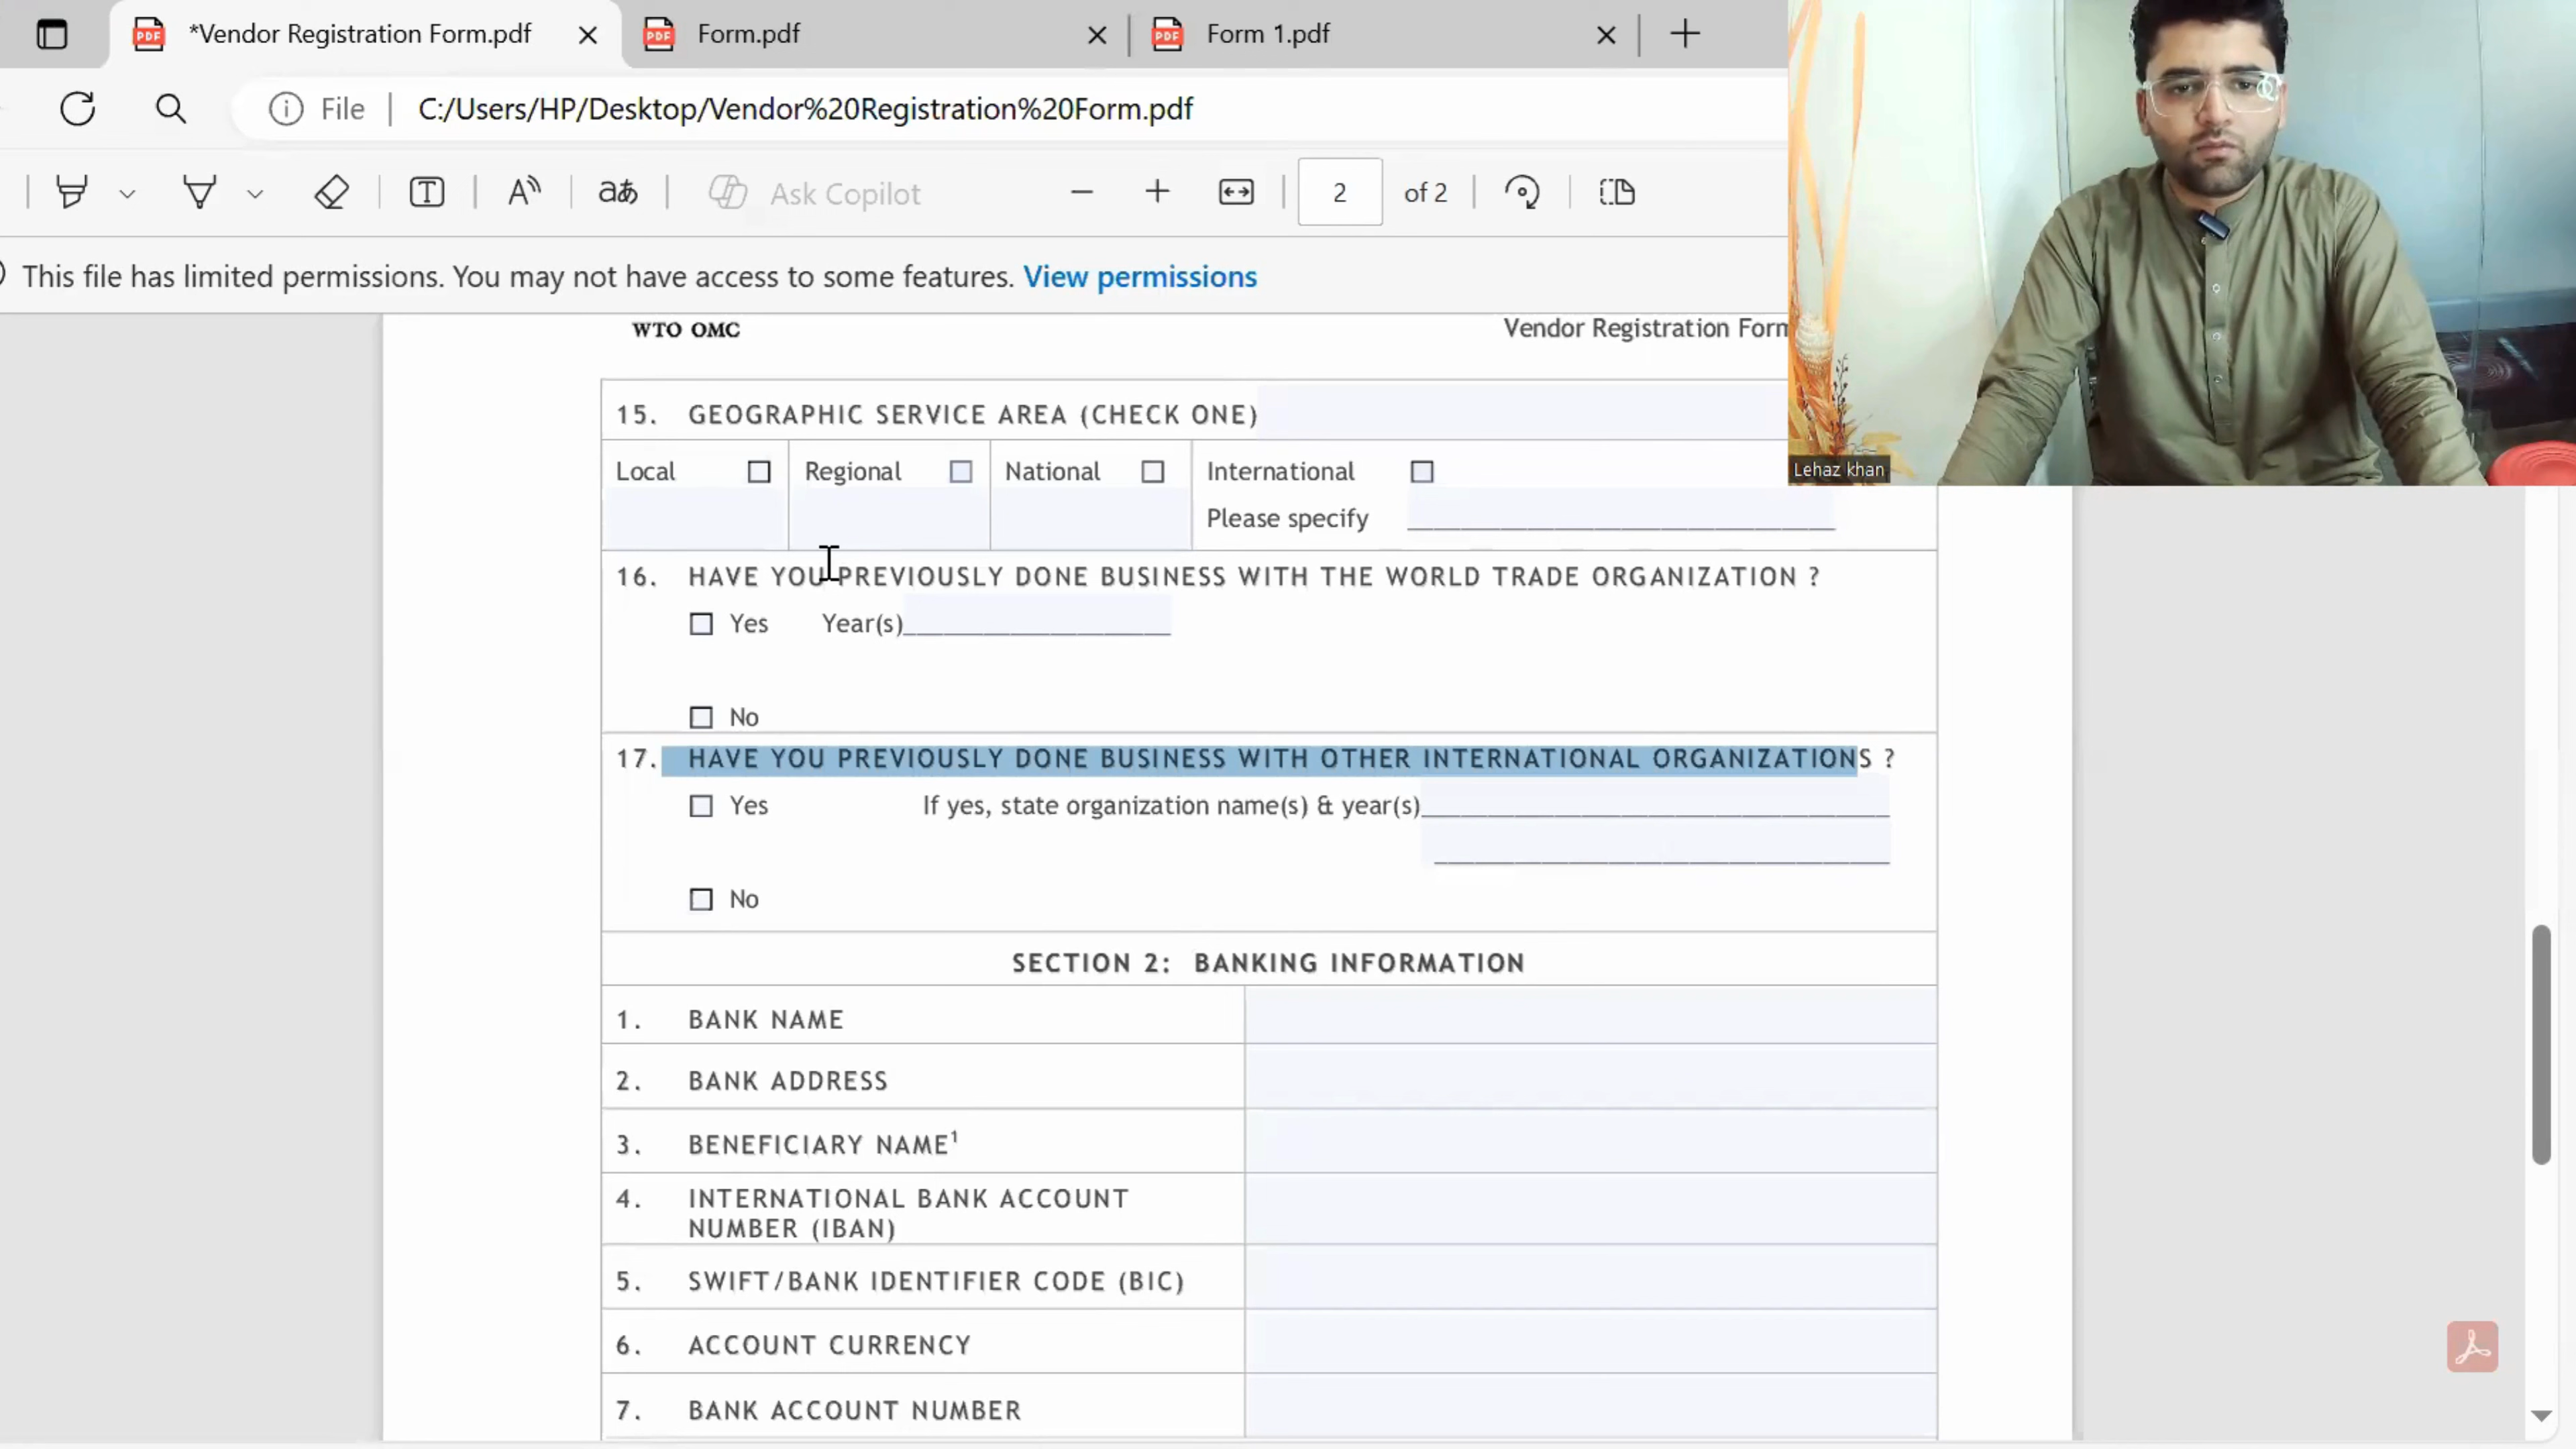 *Vendor Registration Form.pdf
Form.pdf
Form 1.pdf
File
C:/Users/HP/Desktop/Vendor%20Registration%20Form.pdf
aあ
Ask Copilot
2 of 2
This file has limited permissions. You may not have access to some features. View permissions
Lehaz khan
WTO OMC
Vendor Registration Form
15. GEOGRAPHIC SERVICE AREA (CHECK ONE)
Local Regional National International
Please specify
16. HAVE YOU PREVIOUSLY DONE BUSINESS WITH THE WORLD TRADE ORGANIZATION ?
Yes Year(s)
No
17. HAVE YOU PREVIOUSLY DONE BUSINESS WITH OTHER INTERNATIONAL ORGANIZATIONS ?
Yes If yes, state organization name(s) & year(s)
No
SECTION 2: BANKING INFORMATION
1. BANK NAME
2. BANK ADDRESS
3. BENEFICIARY NAME¹
4. INTERNATIONAL BANK ACCOUNT
NUMBER (IBAN)
5. SWIFT/BANK IDENTIFIER CODE (BIC)
6. ACCOUNT CURRENCY
7. BANK ACCOUNT NUMBER